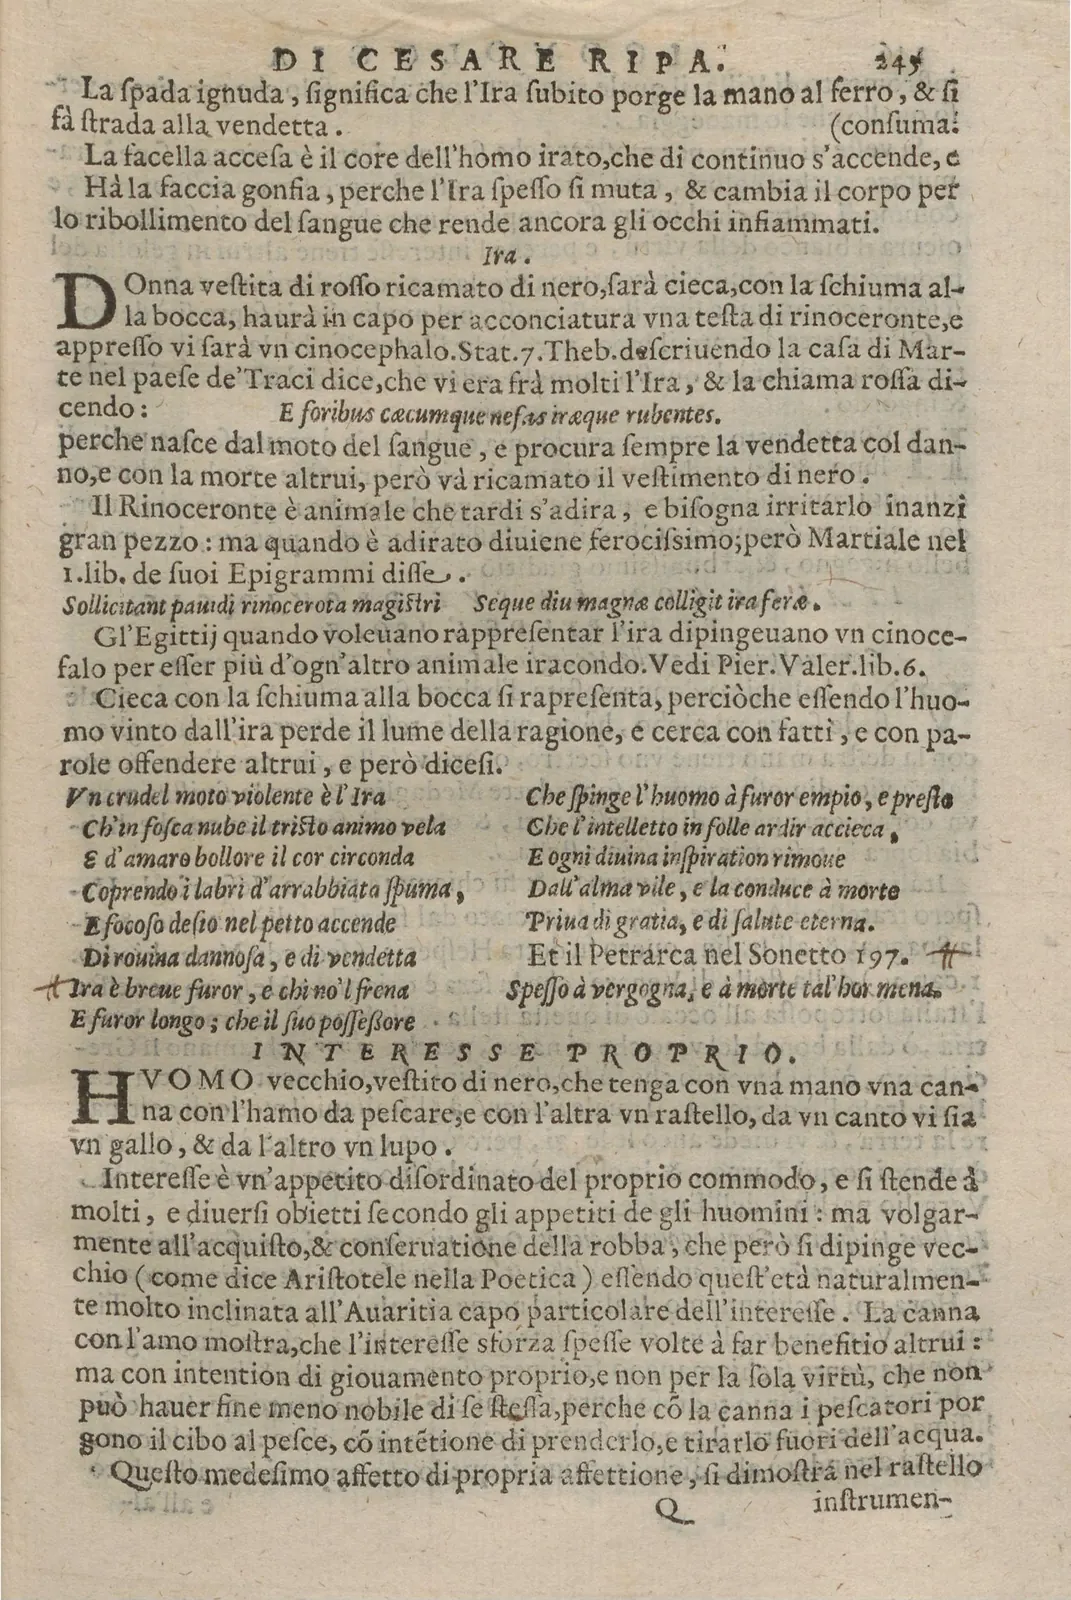 DI CESARE RIPA. 245
La ſpada ignuda, ſignifica che l'Ira ſubito porge la mano al ferro, & ſi
fà ſtrada alla vendetta. (conſuma.
La facella acceſa è il core dell'homo irato, che di continuo s'accende, e
Hà la faccia gonfia, perche l'Ira ſpeſſo ſi muta, & cambia il corpo per
lo ribollimento del ſangue che rende ancora gli occhi infiammati.
Ira.
DOnna veſtita di roſſo ricamato di nero, ſarà cieca, con la ſchiuma al-
la bocca, haurà in capo per acconciatura vna teſta di rinoceronte, e
appreſſo vi ſarà vn cinocephalo. Stat. 7. Theb. deſcriuendo la caſa di Mar-
te nel paeſe de' Traci dice, che vi era frà molti l'Ira, & la chiama roſſa di-
cendo: E foribus cæcumque nefas iræque rubentes.
perche naſce dal moto del ſangue, e procura ſempre la vendetta col dan-
no, e con la morte altrui, però và ricamato il veſtimento di nero.
Il Rinoceronte è animale che tardi s'adira, e biſogna irritarlo inanzi
gran pezzo: ma quando è adirato diuiene ferociſsimo; però Martiale nel
1. lib. de ſuoi Epigrammi diſſe.
Sollicitant pauidi rinocerota magiſtri Seque diu magnæ colligit ira feræ.
Gl'Egittij quando voleuano rappreſentar l'ira dipingeuano vn cinoce-
falo per eſſer più d'ogn'altro animale iracondo. Vedi Pier. Valer. lib. 6.
Cieca con la ſchiuma alla bocca ſi rapreſenta, perciòche eſſendo l'huo-
mo vinto dall'ira perde il lume della ragione, e cerca con fatti, e con pa-
role offendere altrui, e però diceſi.
Vn crudel moto violente è l'Ira Che ſpinge l'huomo à furor empio, e preſto
Ch'in foſca nube il triſto animo vela Che l'intelletto in folle ardir accieca,
E d'amaro bollore il cor circonda E ogni diuina inſpiration rimoue
Coprendo i labri d'arrabbiata ſpuma, Dall'alma vile, e la conduce à morte
E focoſo deſio nel petto accende Priua di gratia, e di ſalute eterna.
Di rouina dannoſa, e di vendetta Et il Petrarca nel Sonetto 197.
Ira è breue furor, e chi no'l frena Speſſo à vergogna, e à morte tal'hor mena.
E furor longo; che il ſuo poſſeſſore
INTERESSE PROPRIO.
HVOMO vecchio, veſtito di nero, che tenga con vna mano vna can-
na con l'hamo da peſcare, e con l'altra vn raſtello, da vn canto vi ſia
vn gallo, & da l'altro vn lupo.
Intereſſe è vn'appetito diſordinato del proprio commodo, e ſi ſtende à
molti, e diuerſi obietti ſecondo gli appetiti de gli huomini: ma volgar-
mente all'acquiſto, & conſeruatione della robba, che però ſi dipinge vec-
chio (come dice Ariſtotele nella Poetica) eſſendo queſt'età naturalmen-
te molto inclinata all'Auaritia capo particolare dell'intereſſe. La canna
con l'amo moſtra, che l'intereſſe sforza ſpeſſe volte à far benefitio altrui:
ma con intention di giouamento proprio, e non per la ſola virtù, che non
può hauer fine meno nobile di ſe ſteſſa, perche cõ la canna i peſcatori por
gono il cibo al peſce, cõ intẽtione di prenderlo, e tirarlo fuori dell'acqua.
Queſto medeſimo affetto di propria affettione, ſi dimoſtra nel raſtello
Q inſtrumen-